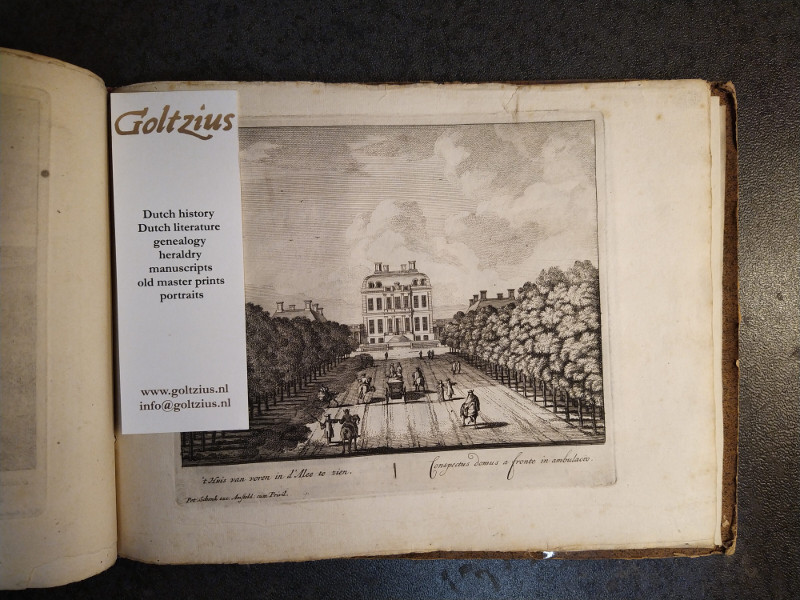 Goltzius
Dutch history
Dutch literature
genealogy
heraldry
manuscripts
old master prints
portraits
www.goltzius.nl
info@goltzius.nl
't Huis van voren in d'Alee te zien.
Conspectus domus a fronte in ambulacro.
Pet. Schenk exc. Amsteld. cum Privil.